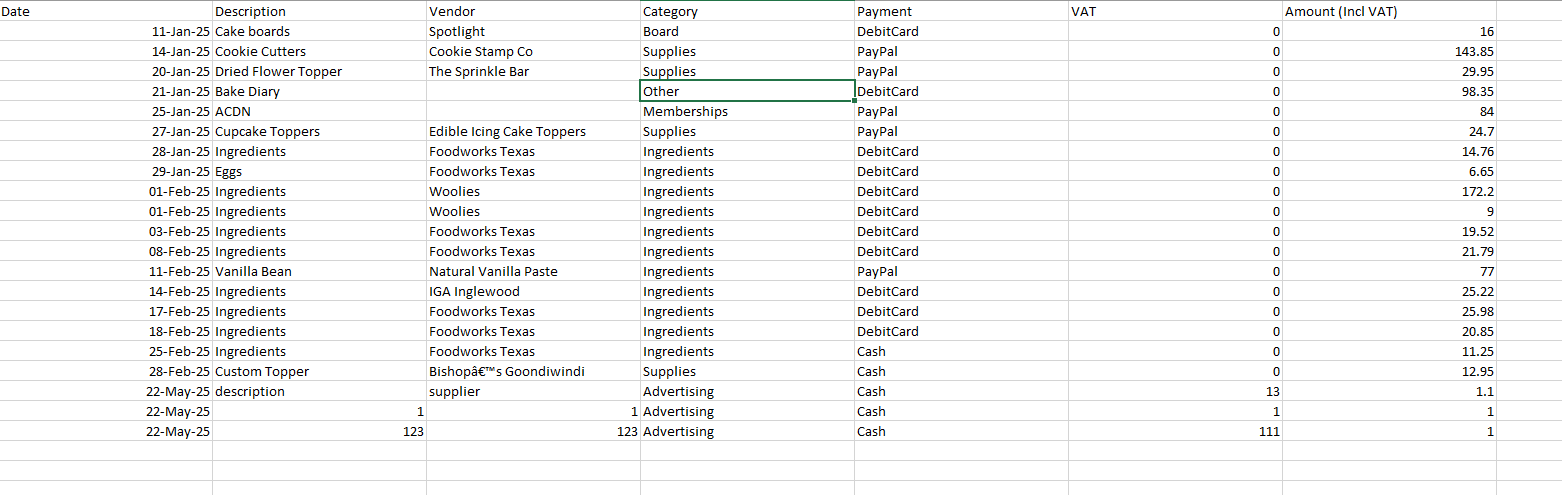 Date Description Vendor Category Payment VAT Amount (Incl VAT)
11-Jan-25 Cake boards Spotlight Board DebitCard 0 16
14-Jan-25 Cookie Cutters Cookie Stamp Co Supplies PayPal 0 143.85
20-Jan-25 Dried Flower Topper The Sprinkle Bar Supplies PayPal 0 29.95
21-Jan-25 Bake Diary Other DebitCard 0 98.35
25-Jan-25 ACDN Memberships PayPal 0 84
27-Jan-25 Cupcake Toppers Edible Icing Cake Toppers Supplies PayPal 0 24.7
28-Jan-25 Ingredients Foodworks Texas Ingredients DebitCard 0 14.76
29-Jan-25 Eggs Foodworks Texas Ingredients DebitCard 0 6.65
01-Feb-25 Ingredients Woolies Ingredients DebitCard 0 172.2
01-Feb-25 Ingredients Woolies Ingredients DebitCard 0 9
03-Feb-25 Ingredients Foodworks Texas Ingredients DebitCard 0 19.52
08-Feb-25 Ingredients Foodworks Texas Ingredients DebitCard 0 21.79
11-Feb-25 Vanilla Bean Natural Vanilla Paste Ingredients PayPal 0 77
14-Feb-25 Ingredients IGA Inglewood Ingredients DebitCard 0 25.22
17-Feb-25 Ingredients Foodworks Texas Ingredients DebitCard 0 25.98
18-Feb-25 Ingredients Foodworks Texas Ingredients DebitCard 0 20.85
25-Feb-25 Ingredients Foodworks Texas Ingredients Cash 0 11.25
28-Feb-25 Custom Topper Bishopâ€™s Goondiwindi Supplies Cash 0 12.95
22-May-25 description supplier Advertising Cash 13 1.1
22-May-25 1 1 Advertising Cash 1 1
22-May-25 123 123 Advertising Cash 111 1